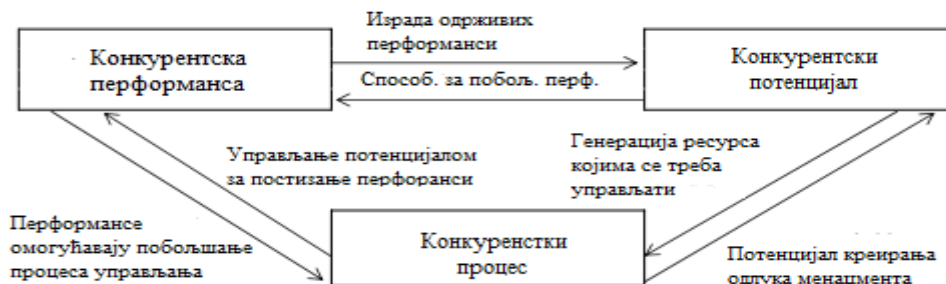 Израда одрживих
перформанси
Конкурентска
перформанса
Конкурентски
потенцијал
Способ. за побољ. перф.
Управљање потенцијалом
за постизање перфоранси
Генерација ресурса
којима се треба
управљати
Перформансе
омогућавају побољшање
процеса управљања
Конкуренстки
процес
Потенцијал креирања
одлука менаџмента